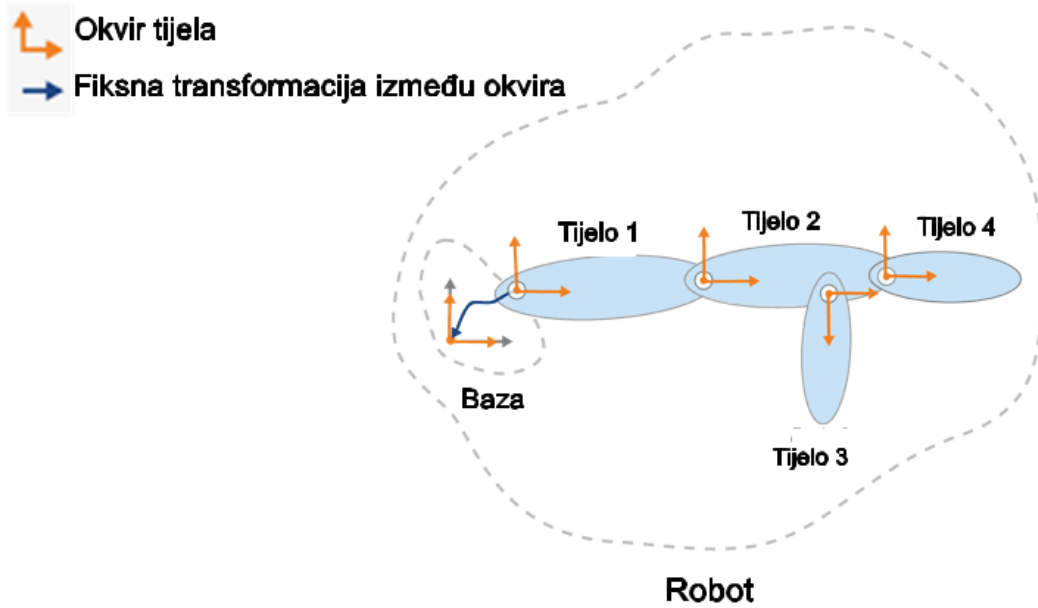 Okvir tijela
Fiksna transformacija između okvira
Tijelo 1
Tijelo 2
Tijelo 4
Baza
Tijelo 3
Robot